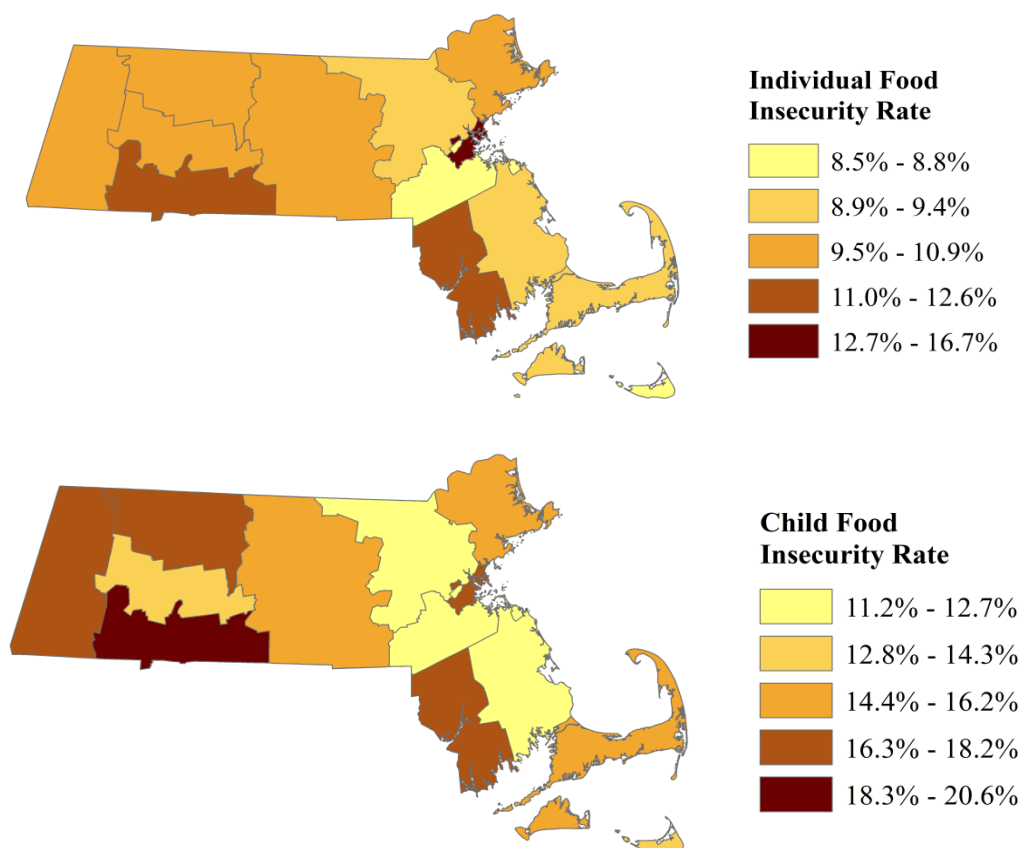 Individual Food
Insecurity Rate
8.5% - 8.8%
8.9% - 9.4%
9.5% - 10.9%
11.0% - 12.6%
12.7% - 16.7%
Child Food
Insecurity Rate
11.2% - 12.7%
12.8% - 14.3%
14.4% - 16.2%
16.3% - 18.2%
18.3% - 20.6%